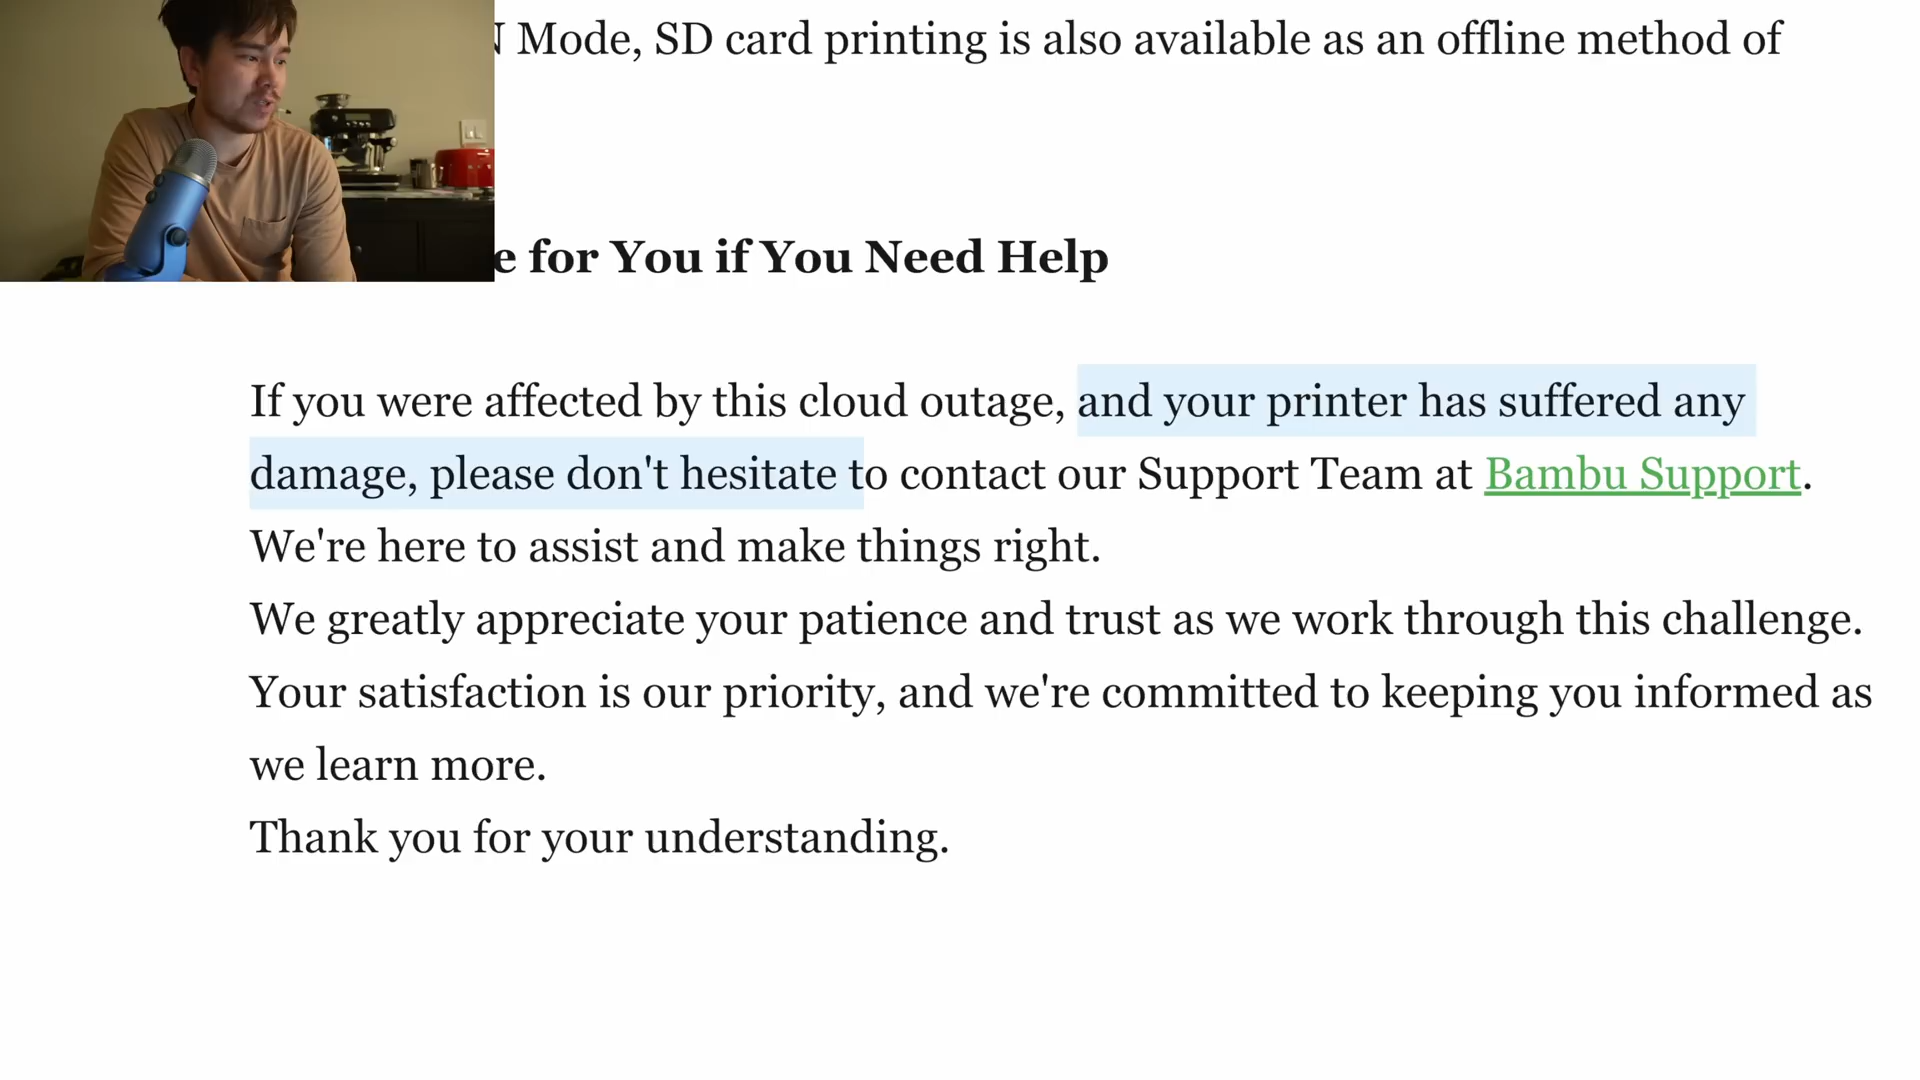 Mode, SD card printing is also available as an offline method of
for You if You Need Help
If you were affected by this cloud outage, and your printer has suffered any
damage, please don't hesitate to contact our Support Team at Bambu Support.
We're here to assist and make things right.
We greatly appreciate your patience and trust as we work through this challenge.
Your satisfaction is our priority, and we're committed to keeping you informed as
we learn more.
Thank you for your understanding.